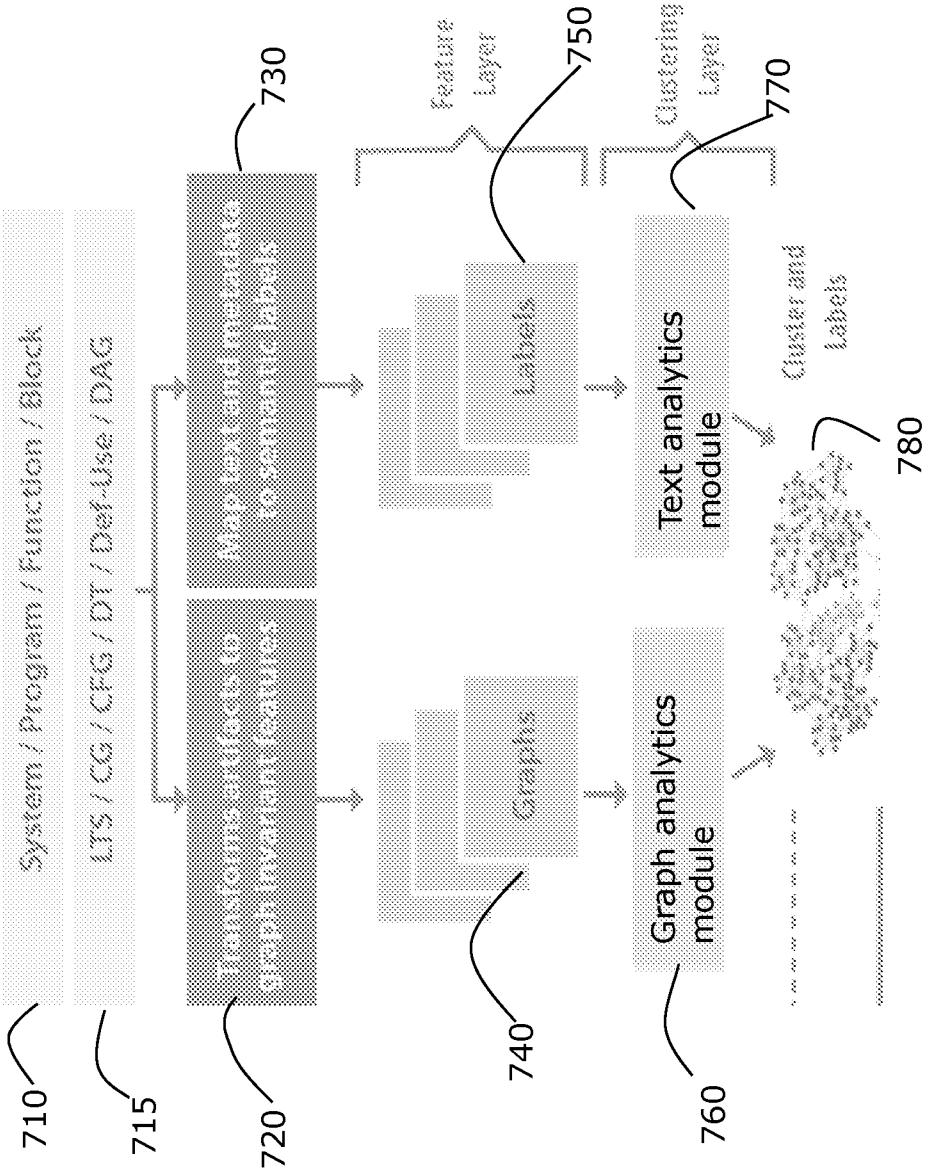 System / Program / Function / Block
LTS / CG / CFG / DT / Def-Use / DAG
Transforms artifacts to
graph invariant features
Map text and metadata
to semantic labels
Graphs
Labels
Feature
Layer
Graph analytics
module
Text analytics
module
Clustering
Layer
Cluster and
Labels
710
715
720
730
740
750
760
770
780